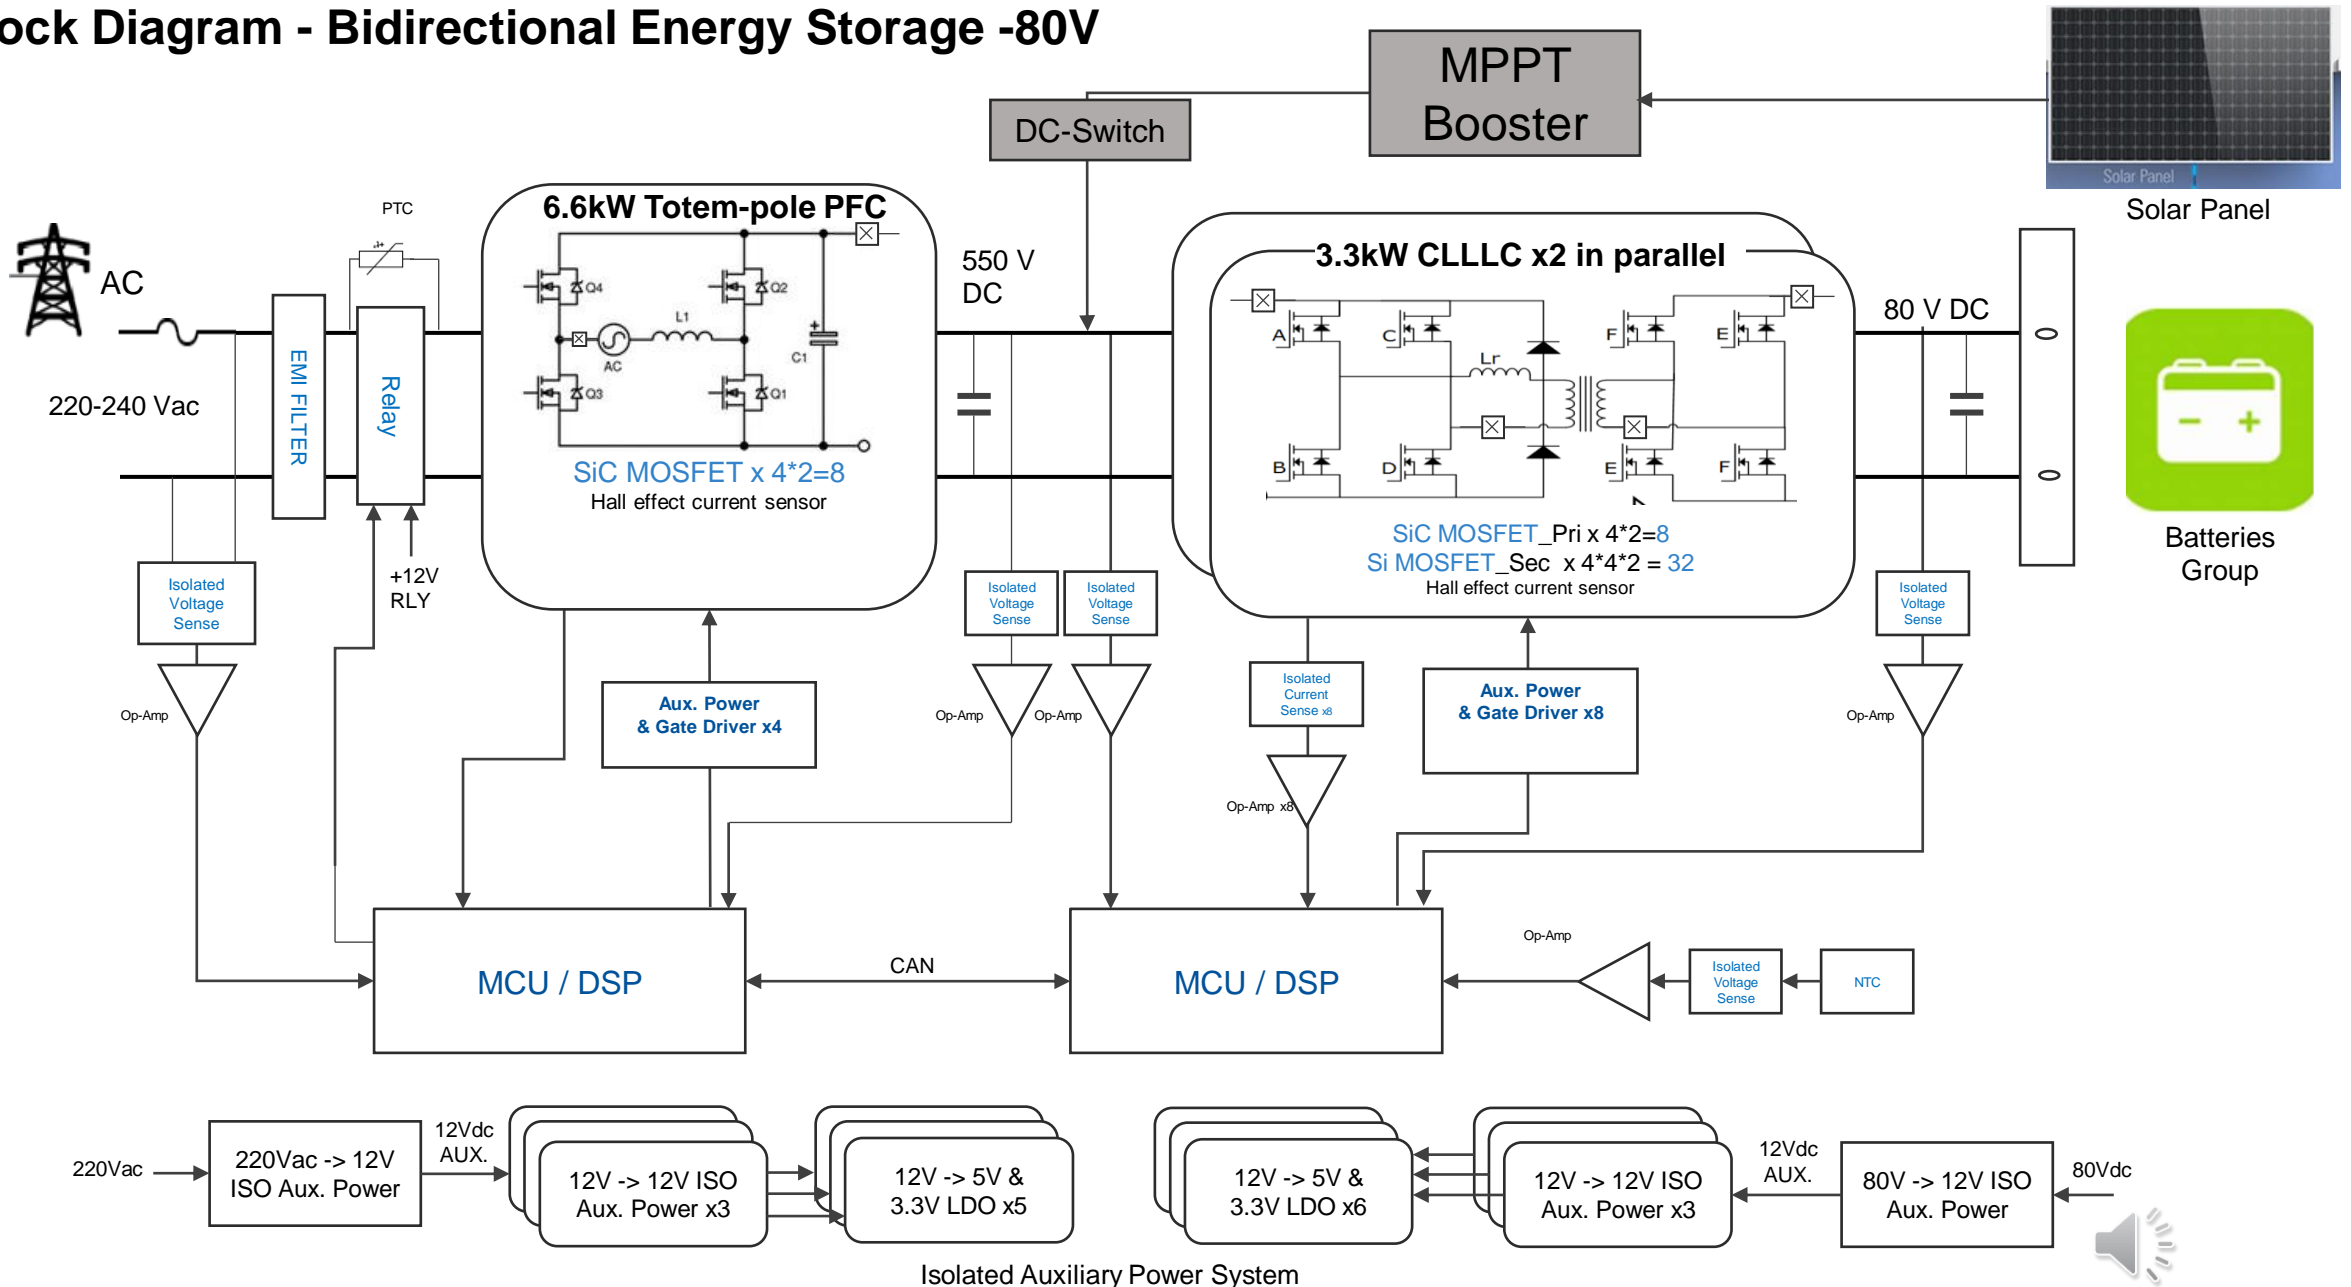 ock Diagram - Bidirectional Energy Storage -80V
MPPT
Booster
DC-Switch
Solar Panel
Solar Panel
PTC
AC
220-240 Vac
EMI FILTER
Relay
+12V
RLY
6.6kW Totem-pole PFC
Q4
Q2
L1
AC
C1
Q3
Q1
SiC MOSFET x 4*2=8
Hall effect current sensor
550 V
DC
3.3kW CLLLC x2 in parallel
A
C
Lr
F
E
B
D
E
F
SiC MOSFET_Pri x 4*2=8
Si MOSFET_Sec x 4*4*2 = 32
Hall effect current sensor
80 V DC
Batteries
Group
Isolated
Voltage
Sense
Op-Amp
Aux. Power
& Gate Driver x4
Isolated
Voltage
Sense
Op-Amp
Isolated
Voltage
Sense
Op-Amp
Isolated
Current
Sense x8
Op-Amp x8
Aux. Power
& Gate Driver x8
Isolated
Voltage
Sense
Op-Amp
MCU / DSP
CAN
MCU / DSP
Op-Amp
Isolated
Voltage
Sense
NTC
220Vac
220Vac -> 12V
ISO Aux. Power
12Vdc
AUX.
12V -> 12V ISO
Aux. Power x3
12V -> 5V &
3.3V LDO x5
12V -> 5V &
3.3V LDO x6
12V -> 12V ISO
Aux. Power x3
12Vdc
AUX.
80V -> 12V ISO
Aux. Power
80Vdc
Isolated Auxiliary Power System